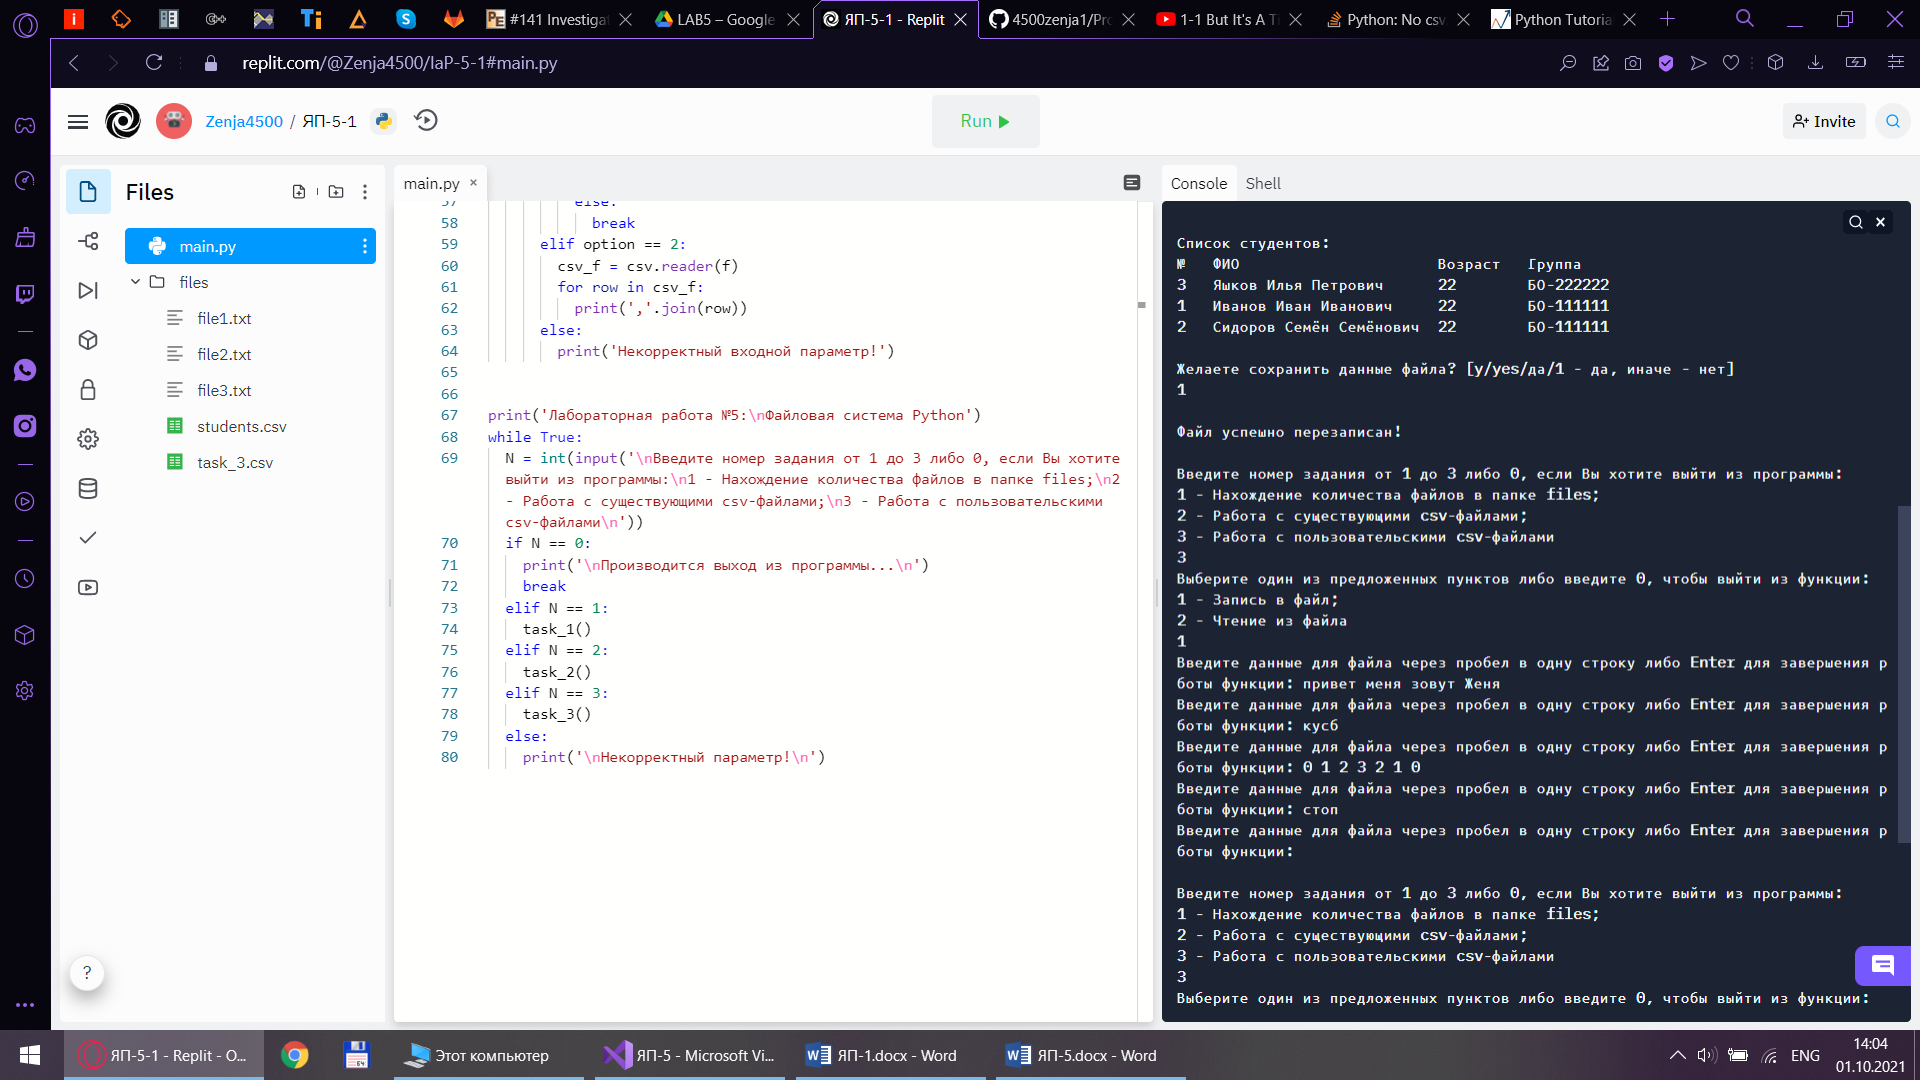 #141 Investigat
LAB5 – Google
ЯП-5-1 - Replit
4500zenja1/Pro
1-1 But It's A Ti
Python: No csv
Python Tutoria
replit.com/@Zenja4500/IaP-5-1#main.py
Zenja4500 / ЯП-5-1
Run
Invite
Files
main.py
files
file1.txt
file2.txt
file3.txt
students.csv
task_3.csv
?
main.py ×
57 else:
58 break
59 elif option == 2:
60 csv_f = csv.reader(f)
61 for row in csv_f:
62 print(','.join(row))
63 else:
64 print('Некорректный входной параметр!')
65
66
67 print('Лабораторная работа №5:\nФайловая система Python')
68 while True:
69 N = int(input('\nВведите номер задания от 1 до 3 либо 0, если Вы хотите
выйти из программы:\n1 - Нахождение количества файлов в папке files;\n2
- Работа с существующими csv-файлами;\n3 - Работа с пользовательскими
csv-файлами\n'))
70 if N == 0:
71 print('\nПроизводится выход из программы...\n')
72 break
73 elif N == 1:
74 task_1()
75 elif N == 2:
76 task_2()
77 elif N == 3:
78 task_3()
79 else:
80 print('\nНекорректный параметр!\n')
Console Shell
Список студентов:
№ ФИО Возраст Группа
3 Яшков Илья Петрович 22 БО-222222
1 Иванов Иван Иванович 22 БО-111111
2 Сидоров Семён Семёнович 22 БО-111111
Желаете сохранить данные файла? [y/yes/да/1 - да, иначе - нет]
1
Файл успешно перезаписан!
Введите номер задания от 1 до 3 либо 0, если Вы хотите выйти из программы:
1 - Нахождение количества файлов в папке files;
2 - Работа с существующими csv-файлами;
3 - Работа с пользовательскими csv-файлами
3
Выберите один из предложенных пунктов либо введите 0, чтобы выйти из функции:
1 - Запись в файл;
2 - Чтение из файла
1
Введите данные для файла через пробел в одну строку либо Enter для завершения р
боты функции: привет меня зовут Женя
Введите данные для файла через пробел в одну строку либо Enter для завершения р
боты функции: кусб
Введите данные для файла через пробел в одну строку либо Enter для завершения р
боты функции: 0 1 2 3 2 1 0
Введите данные для файла через пробел в одну строку либо Enter для завершения р
боты функции: стоп
Введите данные для файла через пробел в одну строку либо Enter для завершения р
боты функции:
Введите номер задания от 1 до 3 либо 0, если Вы хотите выйти из программы:
1 - Нахождение количества файлов в папке files;
2 - Работа с существующими csv-файлами;
3 - Работа с пользовательскими csv-файлами
3
Выберите один из предложенных пунктов либо введите 0, чтобы выйти из функции:
ЯП-5-1 - Replit - O...
Этот компьютер
ЯП-5 - Microsoft Vi...
ЯП-1.docx - Word
ЯП-5.docx - Word
ENG
14:04
01.10.2021